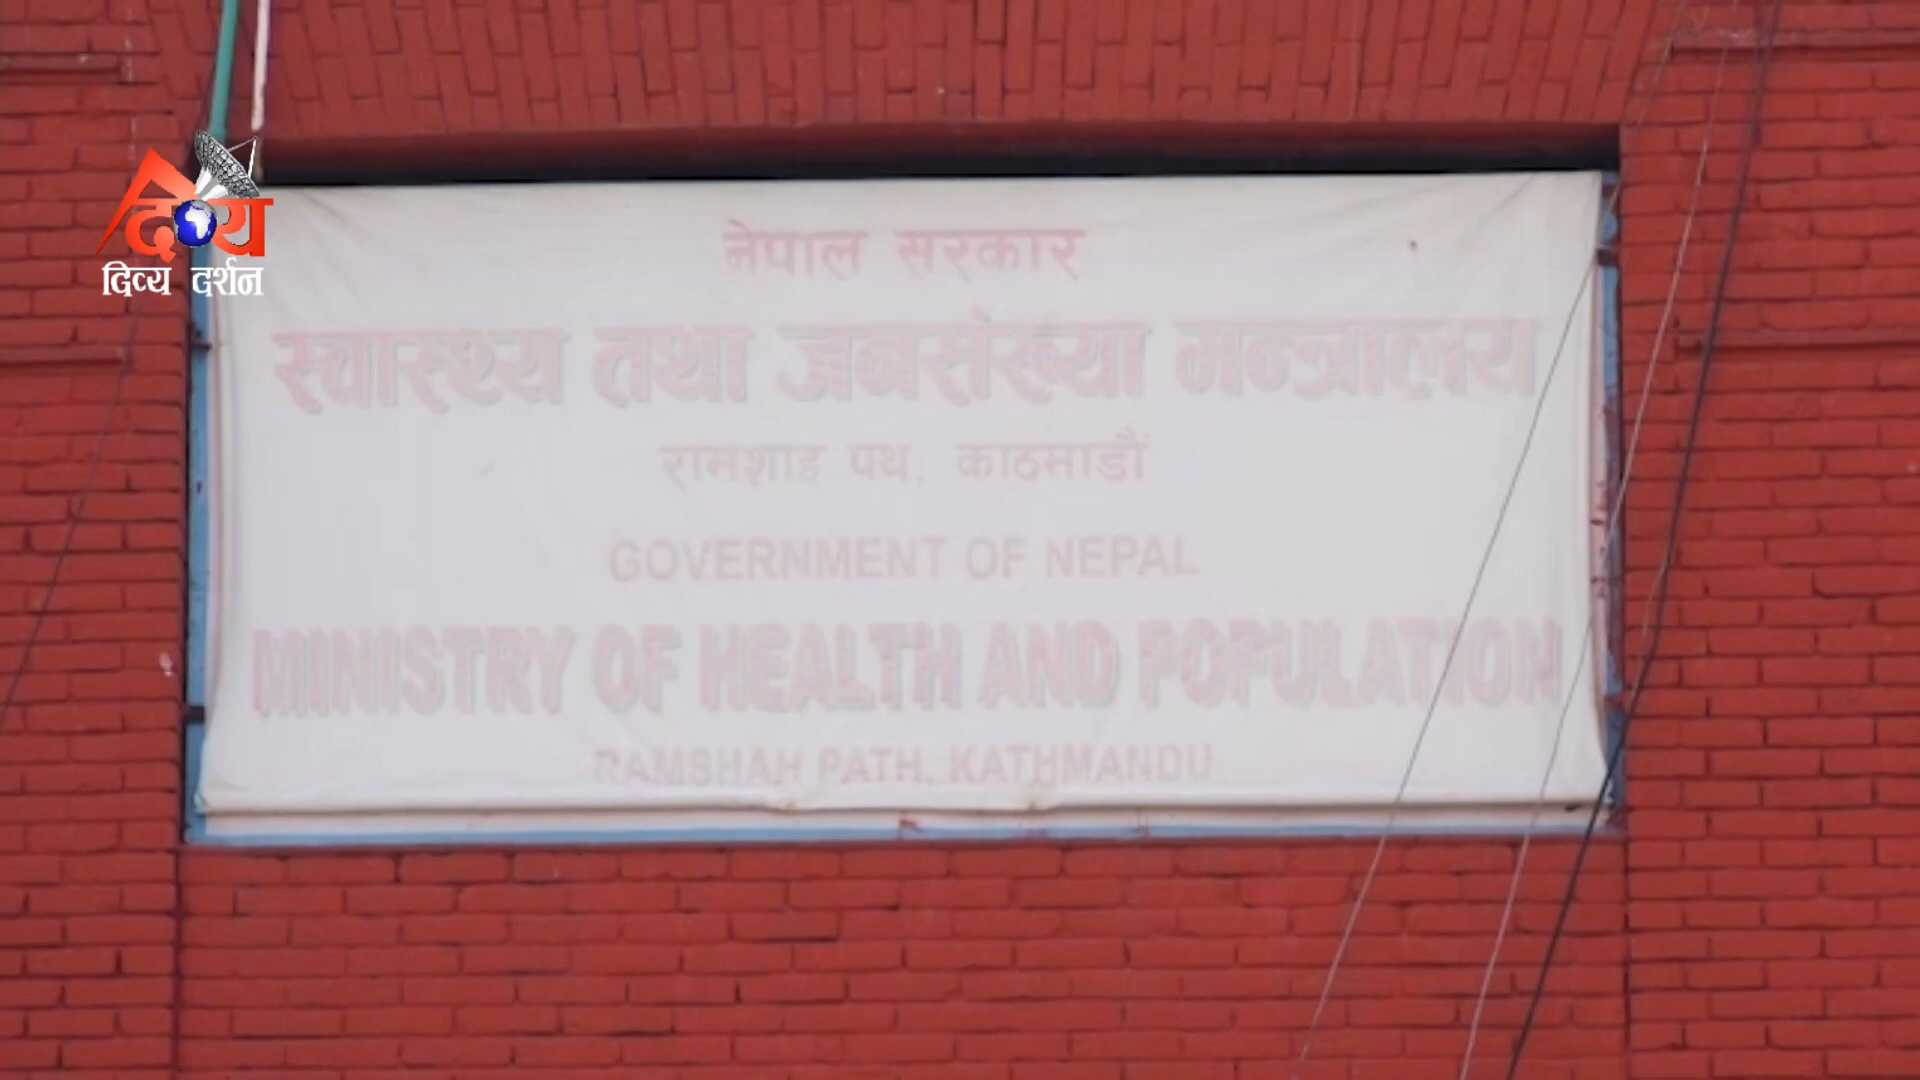 दिव्य
दिव्य दर्शन
नेपाल सरकार
स्वास्थ्य तथा जनसंख्या मन्त्रालय
रामशाह पथ, काठमाडौं
GOVERNMENT OF NEPAL
MINISTRY OF HEALTH AND POPULATION
RAMSHAH PATH, KATHMANDU